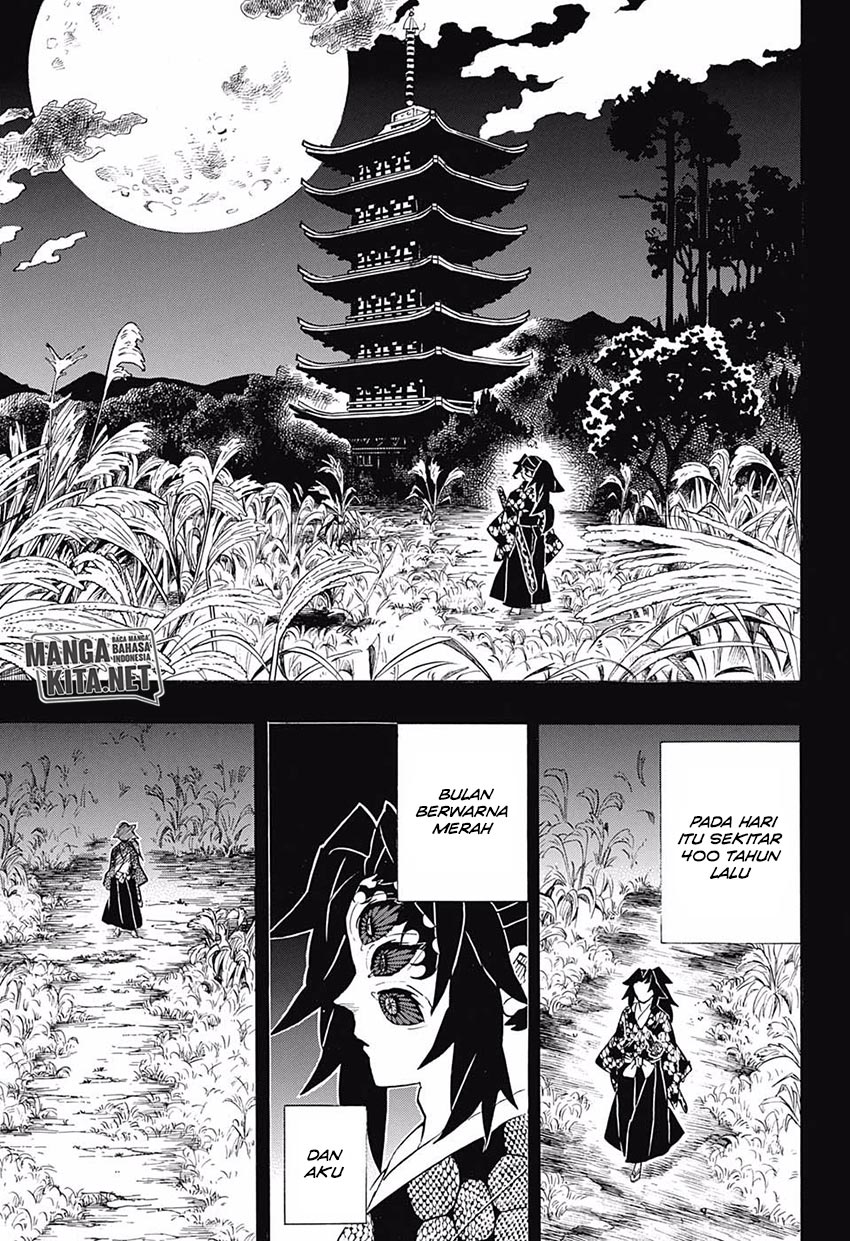 MANGA
KITA.NET
BACA MANGA
BAHASA
INDONESIA
PADA HARI
ITU SEKITAR
400 TAHUN
LALU
BULAN
BERWARNA
MERAH
DAN
AKU